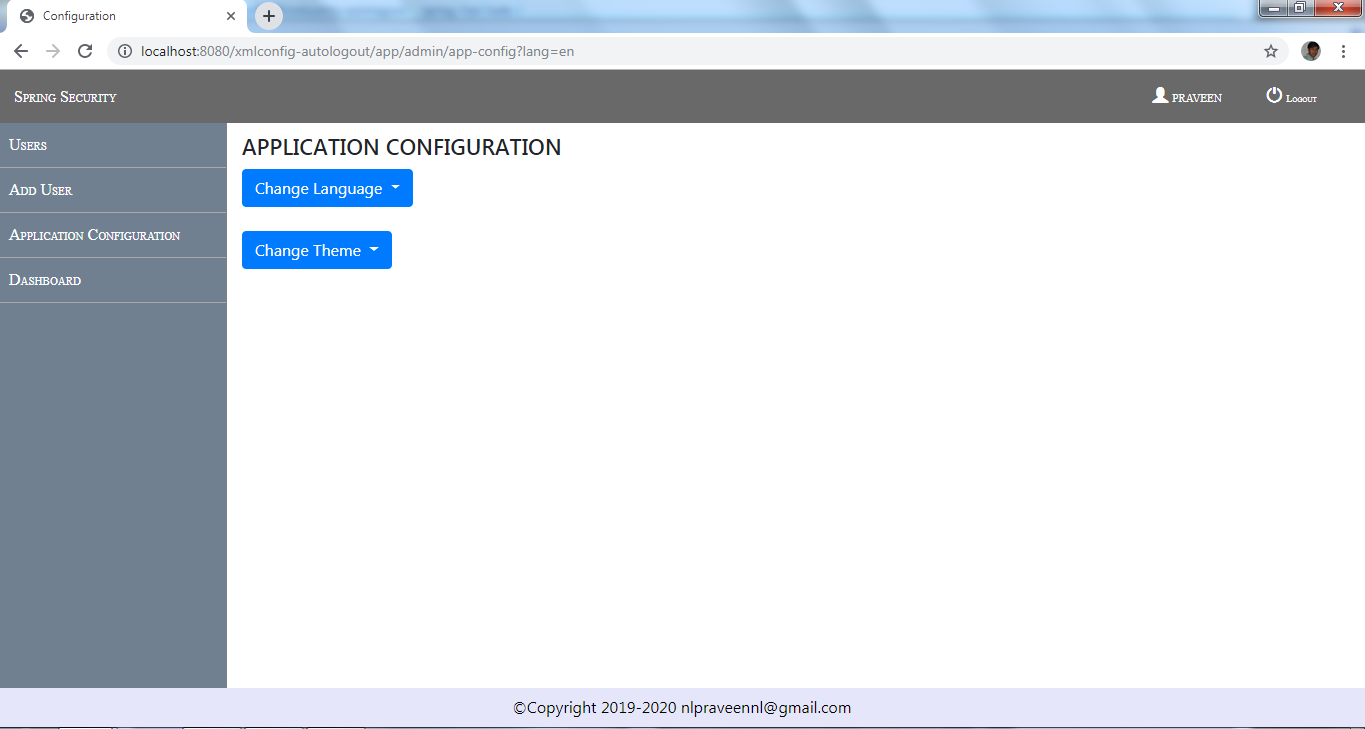 Configuration
localhost:8080/xmlconfig-autologout/app/admin/app-config?lang=en
Spring Security
PRAVEEN
Logout
Users
Add User
Application Configuration
Dashboard
APPLICATION CONFIGURATION
Change Language
Change Theme
©Copyright 2019-2020 nlpraveennl@gmail.com